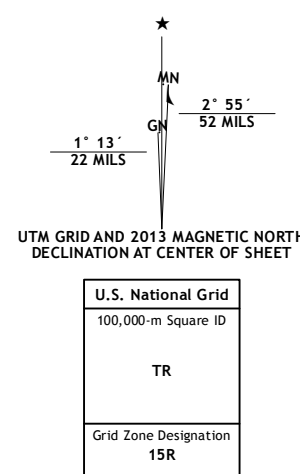 ★
MN
GN
2° 55´
52 MILS
1° 13´
22 MILS
UTM GRID AND 2013 MAGNETIC NORTH
DECLINATION AT CENTER OF SHEET
U.S. National Grid
100,000-m Square ID
TR
Grid Zone Designation
15R